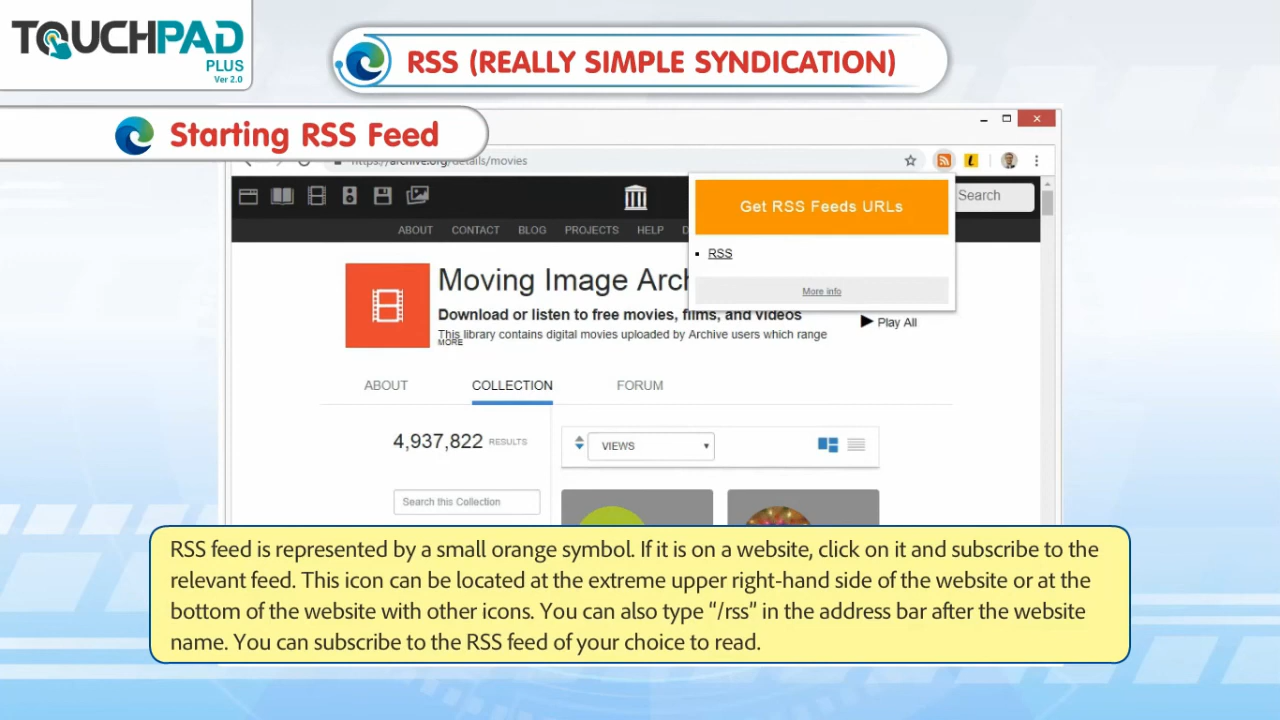 TOUCHPAD
PLUS
Ver 2.0
RSS (REALLY SIMPLE SYNDICATION)
Starting RSS Feed
https://archive.org/details/movies
Search
Get RSS Feeds URLs
RSS
More info
ABOUT CONTACT BLOG PROJECTS HELP
Moving Image Arch
Download or listen to free movies, films, and videos
This library contains digital movies uploaded by Archive users which range
MORE
Play All
ABOUT COLLECTION FORUM
4,937,822 RESULTS
VIEWS
Search this Collection
RSS feed is represented by a small orange symbol. If it is on a website, click on it and subscribe to the
relevant feed. This icon can be located at the extreme upper right-hand side of the website or at the
bottom of the website with other icons. You can also type “/rss” in the address bar after the website
name. You can subscribe to the RSS feed of your choice to read.